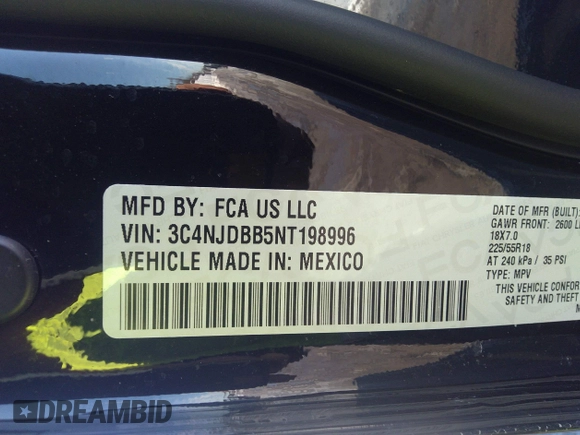 MFD BY: FCA US LLC
VIN: 3C4NJDBB5NT198996
VEHICLE MADE IN: MEXICO
DATE OF MFR (BUILT):
GAWR FRONT: 2600
18X7.0
225/55R18
AT 240 kPa / 35 PSI
TYPE: MPV
THIS VEHICLE
SAFETY AND THEFT
DREAMBID